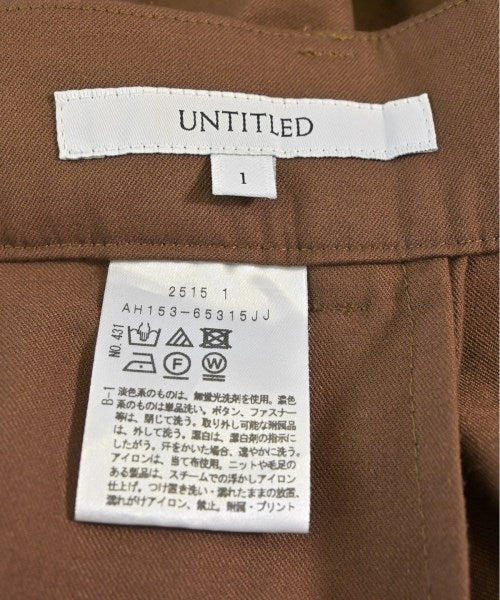 UNTITLED
1
2515 1
AH153-65315JJ
NO.431
B-1
淡色系のものは、無蛍光洗剤を使用。濃色
系のものは単品洗い。ボタン、ファスナー
等は、閉じて洗う。取り外し可能な附属品
は、外して洗う。漂白は、漂白剤の指示に
したがう。汗をかいた場合、速やかに洗う。
アイロンは、当て布使用。ニットや毛足の
ある製品は、スチームでの浮かしアイロン
仕上げ。つけ置き洗い・濡れたままの放置、
濡れがけアイロン、禁止。附属・プリント